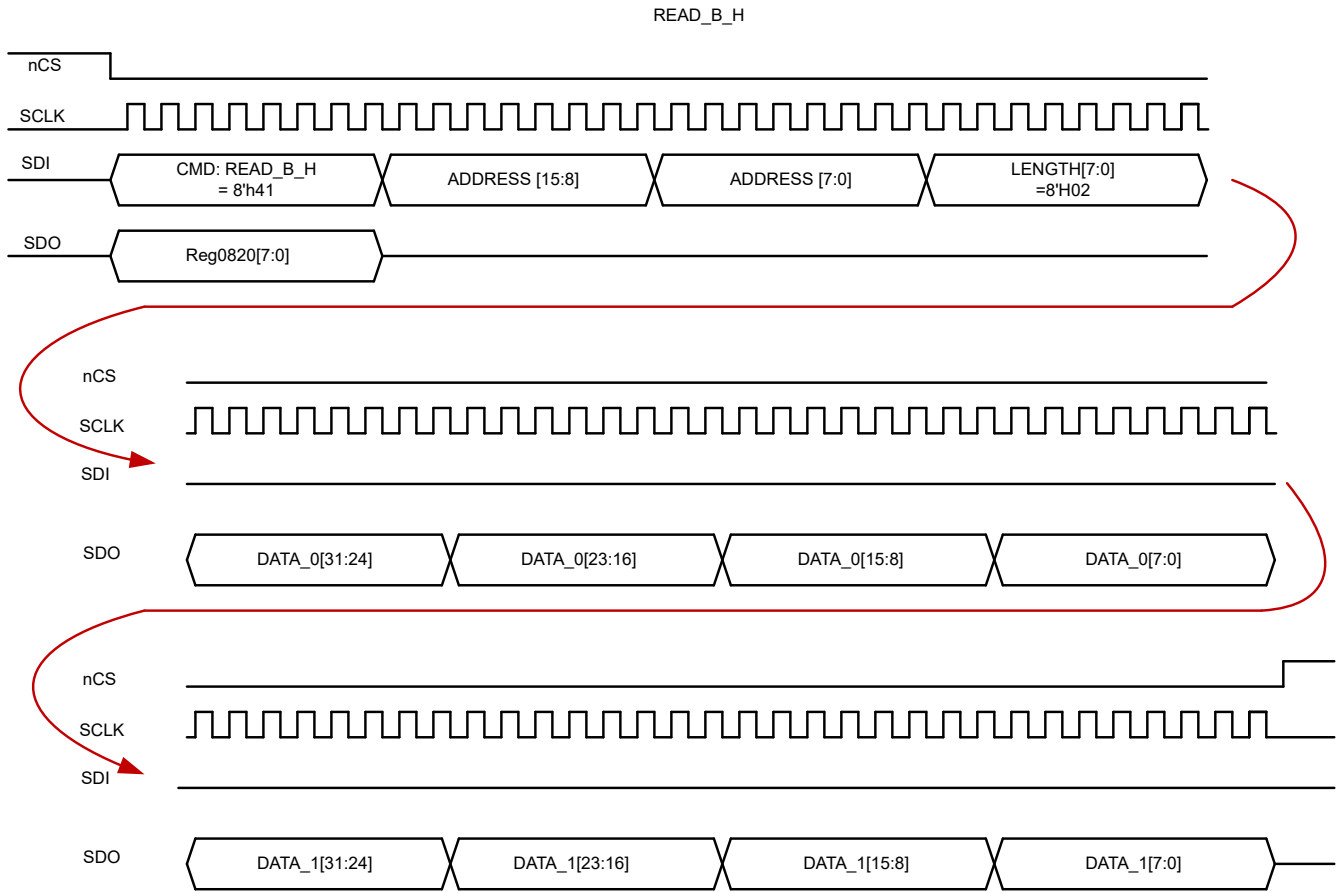 READ_B_H
nCS
SCLK
SDI
CMD: READ_B_H
= 8'h41
ADDRESS [15:8]
ADDRESS [7:0]
LENGTH[7:0]
=8'H02
SDO
Reg0820[7:0]
nCS
SCLK
SDI
SDO
DATA_0[31:24]
DATA_0[23:16]
DATA_0[15:8]
DATA_0[7:0]
nCS
SCLK
SDI
SDO
DATA_1[31:24]
DATA_1[23:16]
DATA_1[15:8]
DATA_1[7:0]